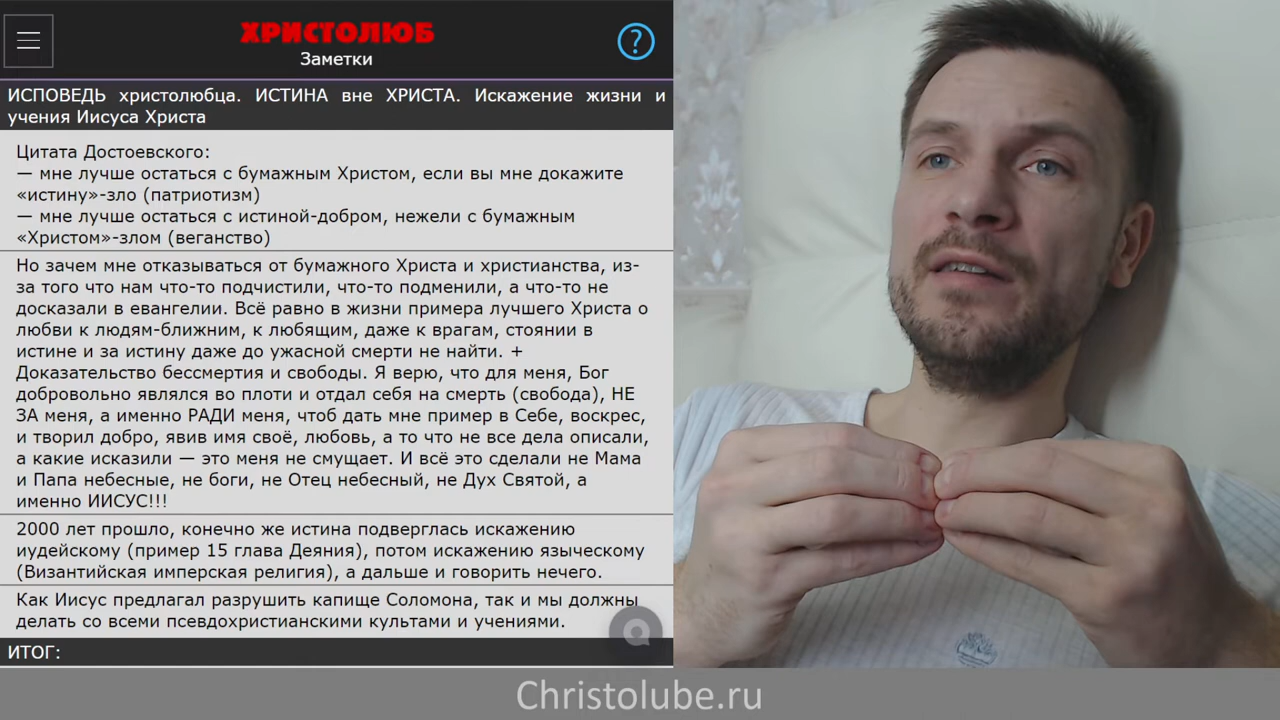 ХРИСТОЛЮБ
Заметки
ИСПОВЕДЬ христолюбца. ИСТИНА вне ХРИСТА. Искажение жизни и
учения Иисуса Христа
Цитата Достоевского:
— мне лучше остаться с бумажным Христом, если вы мне докажите
«истину»-зло (патриотизм)
— мне лучше остаться с истиной-добром, нежели с бумажным
«Христом»-злом (веганство)
Но зачем мне отказываться от бумажного Христа и христианства, из-
за того что нам что-то подчистили, что-то подменили, а что-то не
досказали в евангелии. Всё равно в жизни примера лучшего Христа о
любви к людям-ближним, к любящим, даже к врагам, стоянии в
истине и за истину даже до ужасной смерти не найти. +
Доказательство бессмертия и свободы. Я верю, что для меня, Бог
добровольно являлся во плоти и отдал себя на смерть (свобода), НЕ
ЗА меня, а именно РАДИ меня, чтоб дать мне пример в Себе, воскрес,
и творил добро, явив имя своё, любовь, а то что не все дела описали,
а какие исказили — это меня не смущает. И всё это сделали не Мама
и Папа небесные, не боги, не Отец небесный, не Дух Святой, а
именно ИИСУС!!!
2000 лет прошло, конечно же истина подверглась искажению
иудейскому (пример 15 глава Деяния), потом искажению языческому
(Византийская имперская религия), а дальше и говорить нечего.
Как Иисус предлагал разрушить капище Соломона, так и мы должны
делать со всеми псевдохристианскими культами и учениями.
ИТОГ:
Christolube.ru